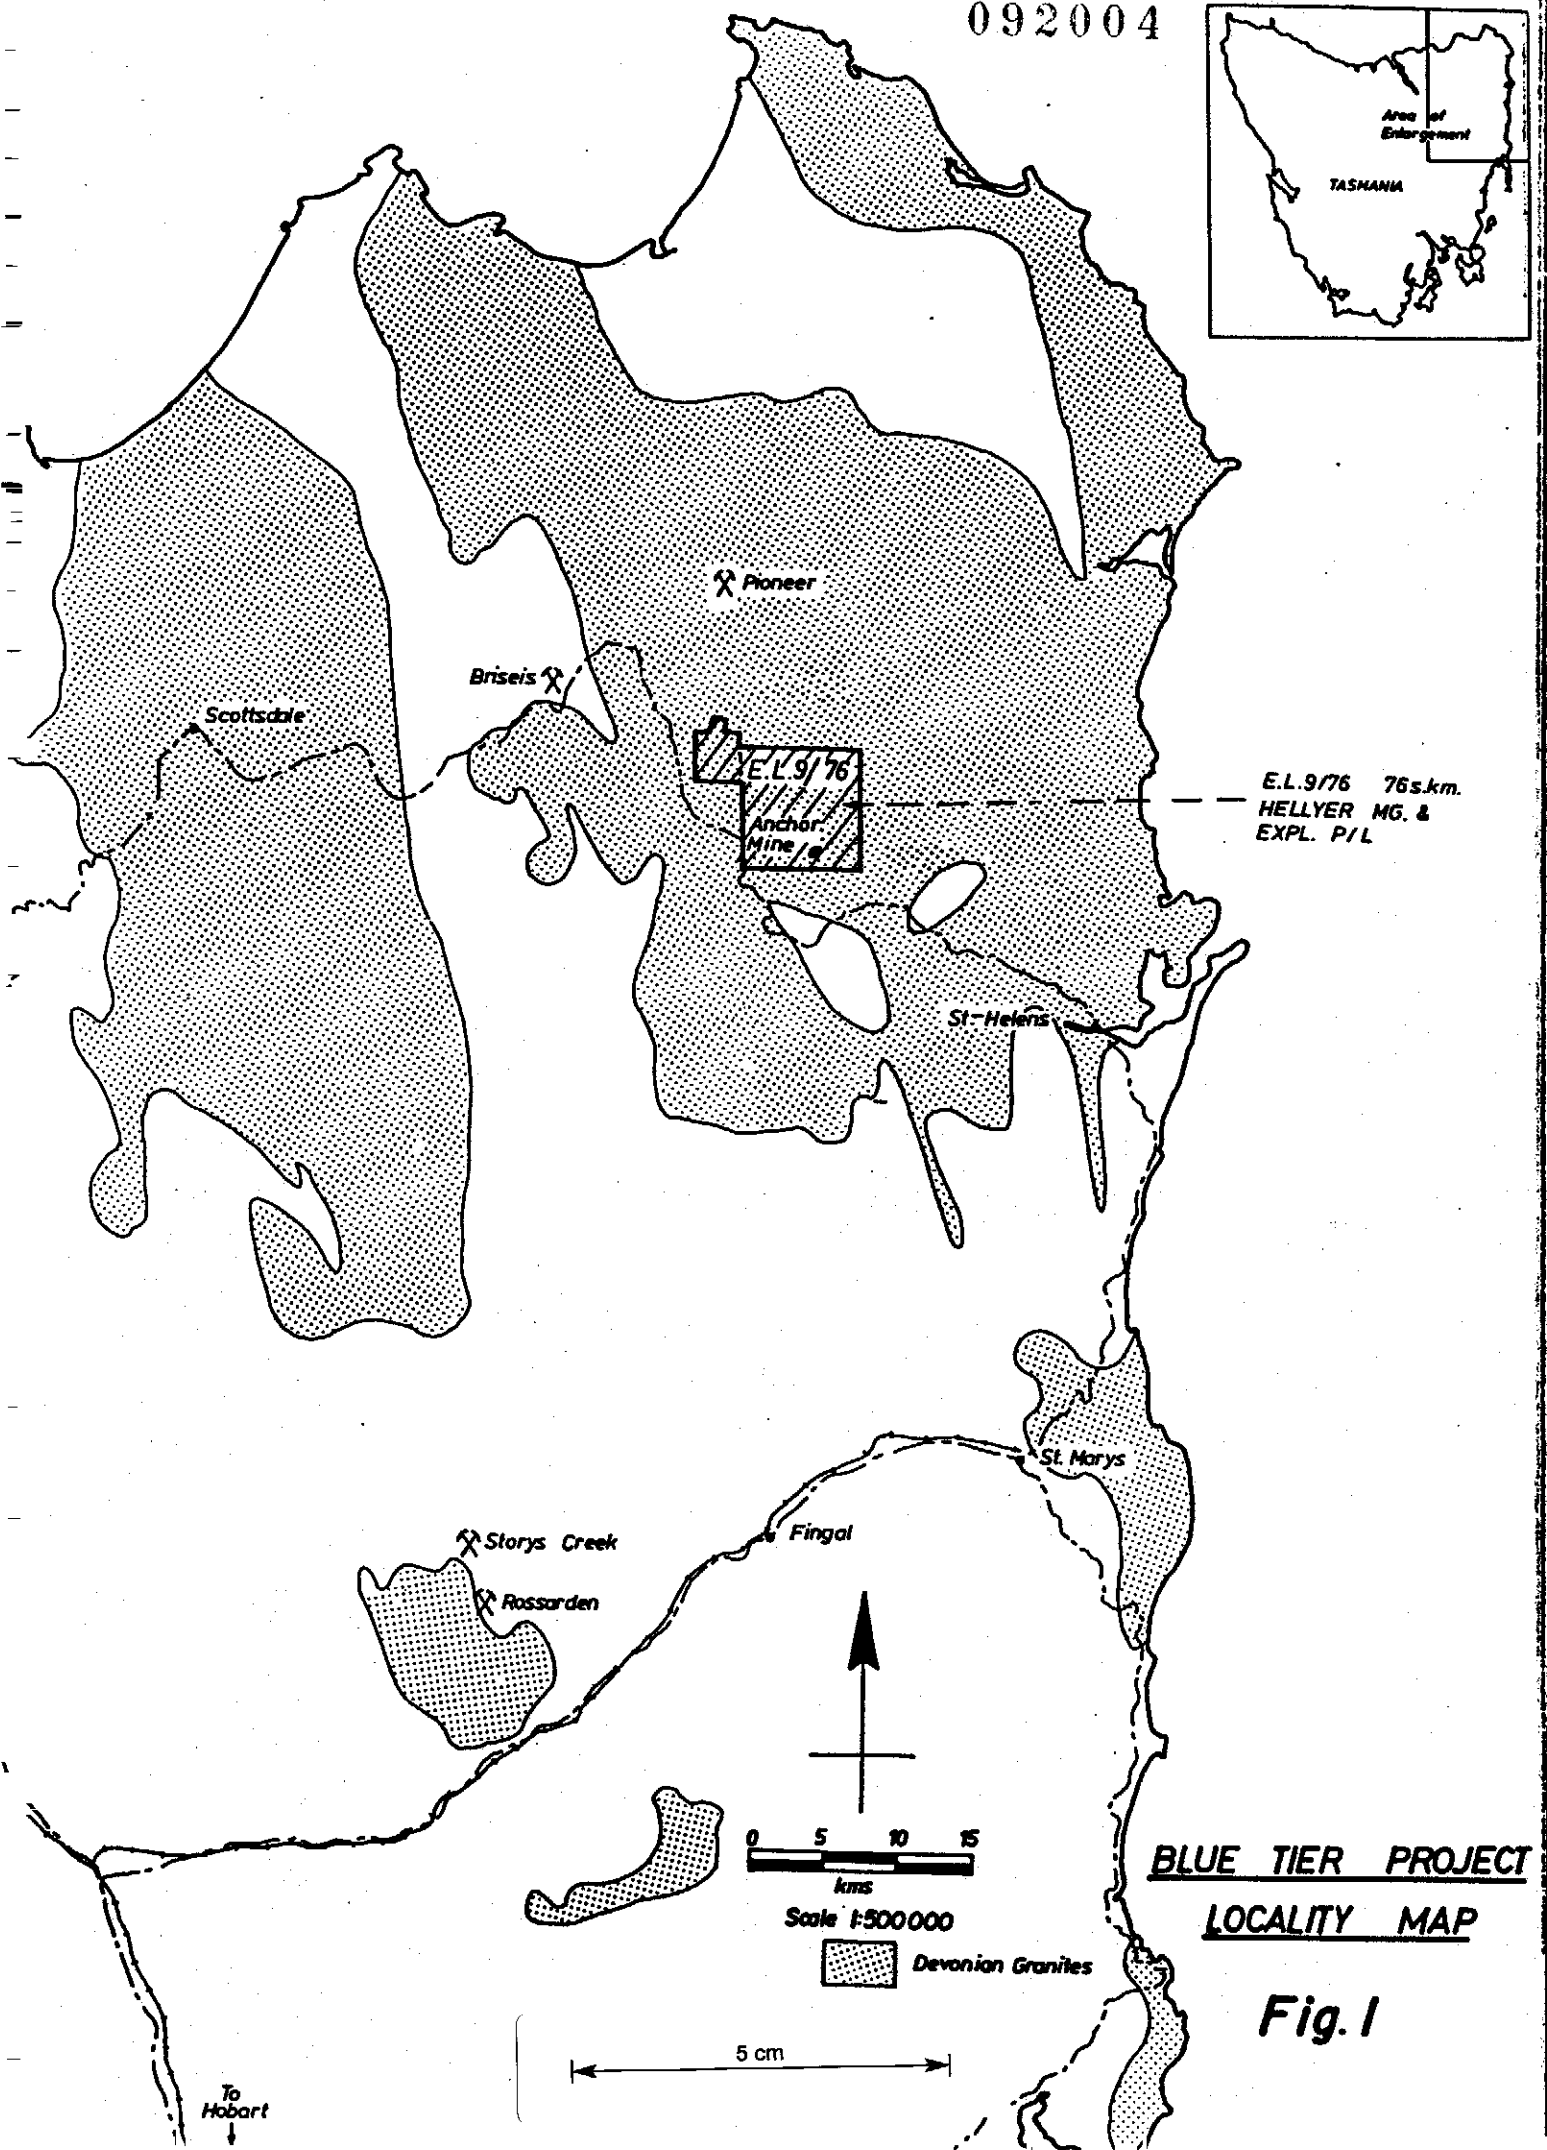 092004
Area of
Enlargement
TASMANIA
Pioneer
Briseis
Scottsdale
E.L.9/76
Anchor
Mine
E.L.9/76 76s.km.
HELLYER MG. &
EXPL. P/L
St-Helens
St. Marys
Fingal
Storys Creek
Rossarden
0 5 10 15
kms
Scale 1:500000
Devonian Granites
BLUE TIER PROJECT
LOCALITY MAP
Fig. 1
5 cm
To
Hobart